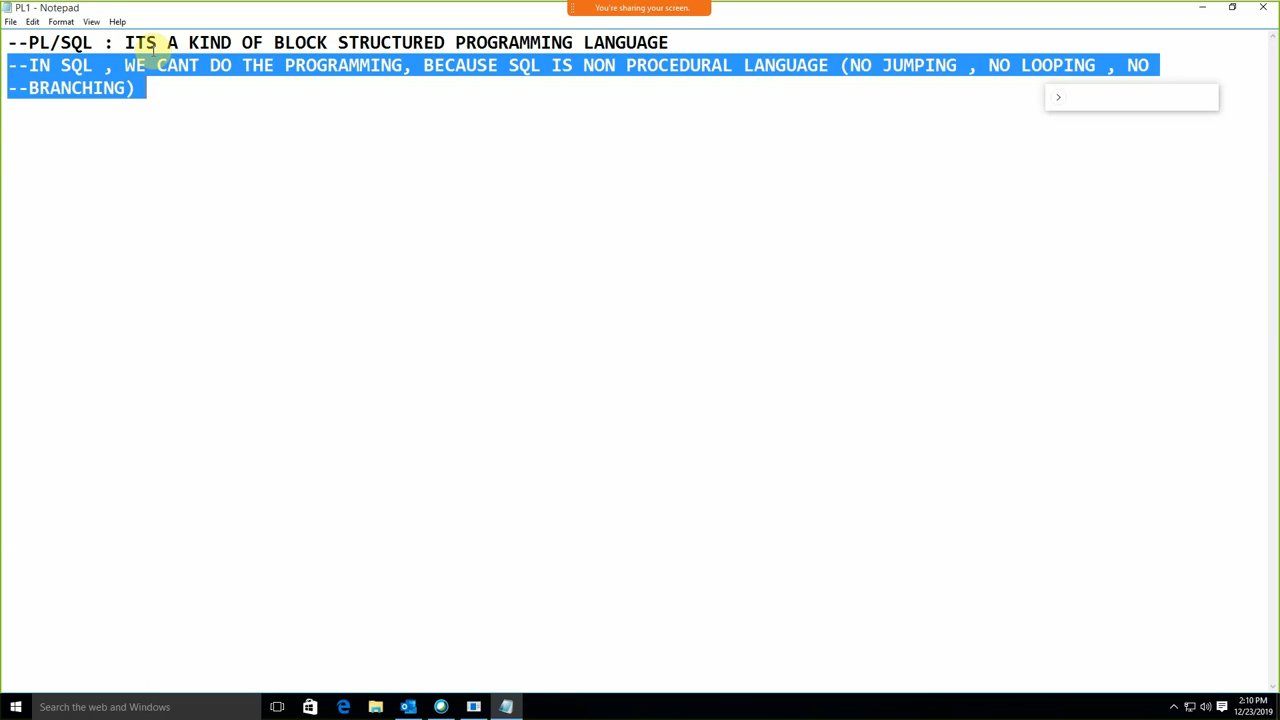 PL1 - Notepad
You're sharing your screen.
File Edit Format View Help
--PL/SQL : ITS A KIND OF BLOCK STRUCTURED PROGRAMMING LANGUAGE
--IN SQL , WE CANT DO THE PROGRAMMING, BECAUSE SQL IS NON PROCEDURAL LANGUAGE (NO JUMPING , NO LOOPING , NO
--BRANCHING)
Search the web and Windows
2:10 PM
12/23/2019